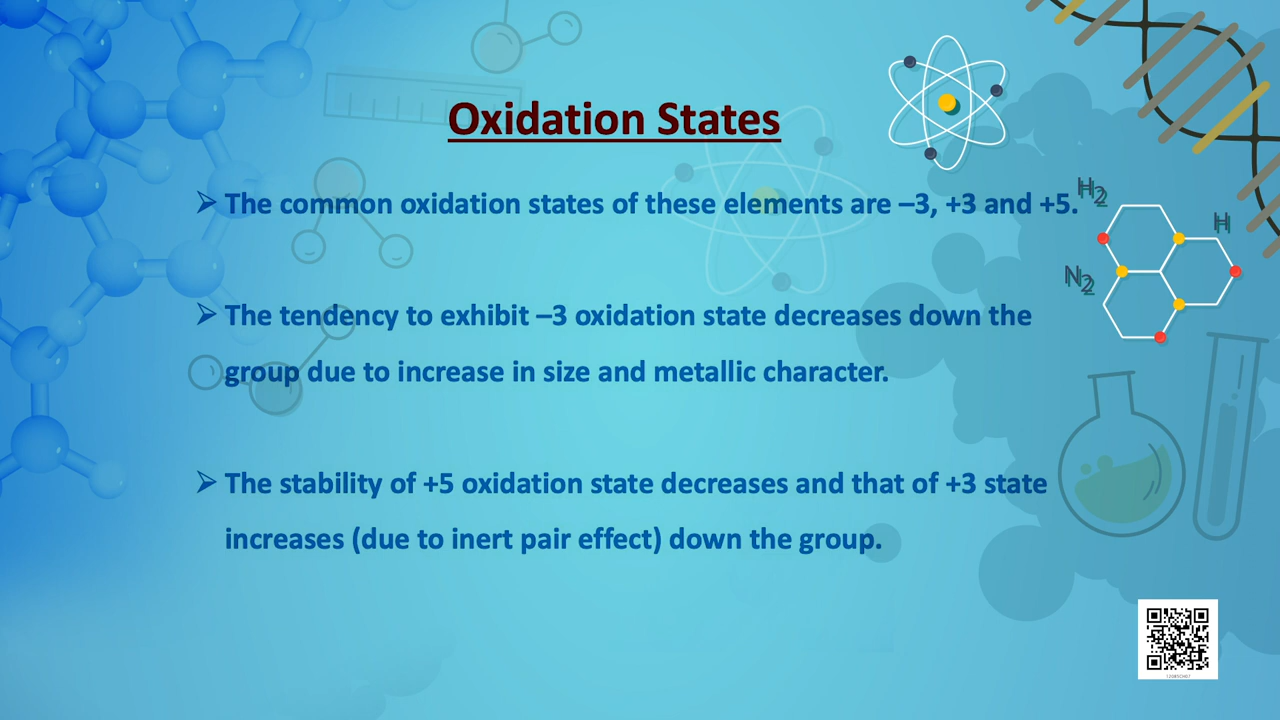 Oxidation States
➢ The common oxidation states of these elements are –3, +3 and +5.
➢ The tendency to exhibit –3 oxidation state decreases down the
group due to increase in size and metallic character.
➢ The stability of +5 oxidation state decreases and that of +3 state
increases (due to inert pair effect) down the group.
H2
H
N2